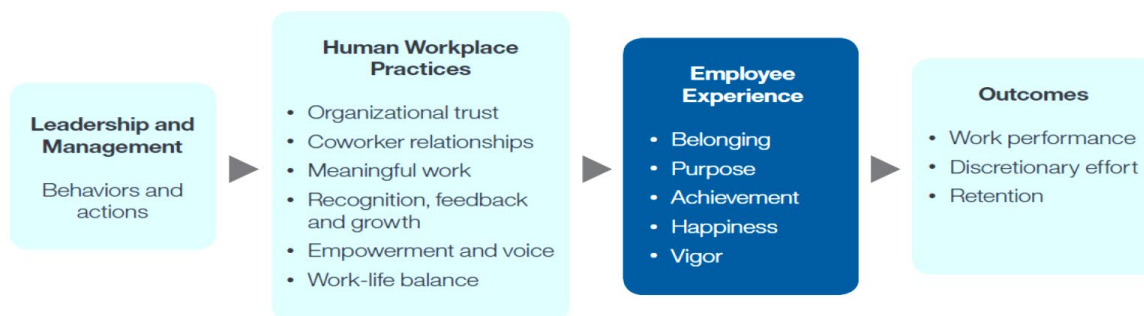 Leadership and
Management
Behaviors and
actions
Human Workplace
Practices
• Organizational trust
• Coworker relationships
• Meaningful work
• Recognition, feedback
and growth
• Empowerment and voice
• Work-life balance
Employee
Experience
• Belonging
• Purpose
• Achievement
• Happiness
• Vigor
Outcomes
• Work performance
• Discretionary effort
• Retention